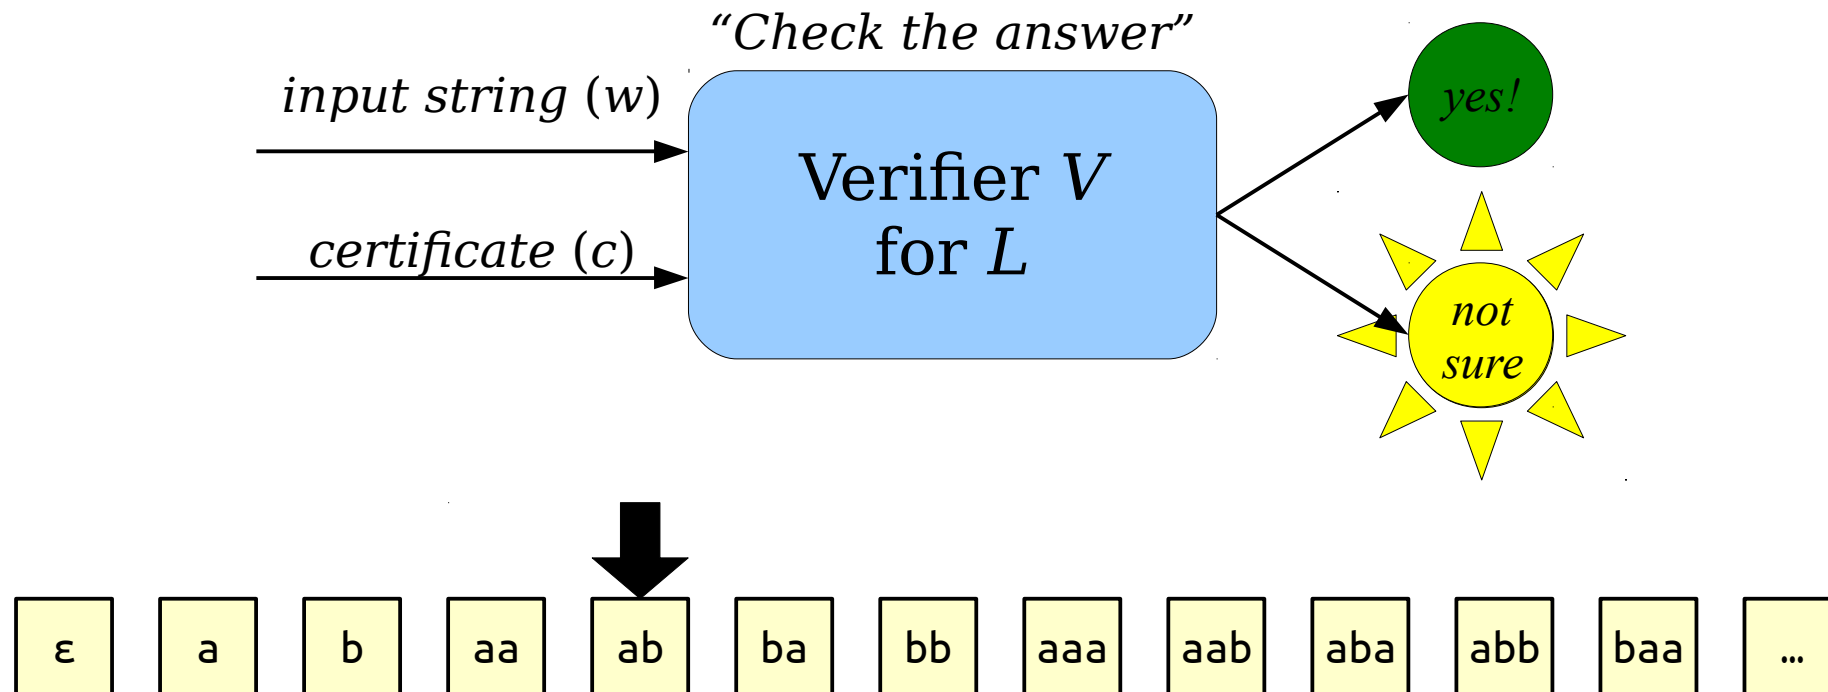 “Check the answer”
input string (w)
certificate (c)
Verifier V
for L
yes!
not
sure
ε a b aa ab ba bb aaa aab aba abb baa …